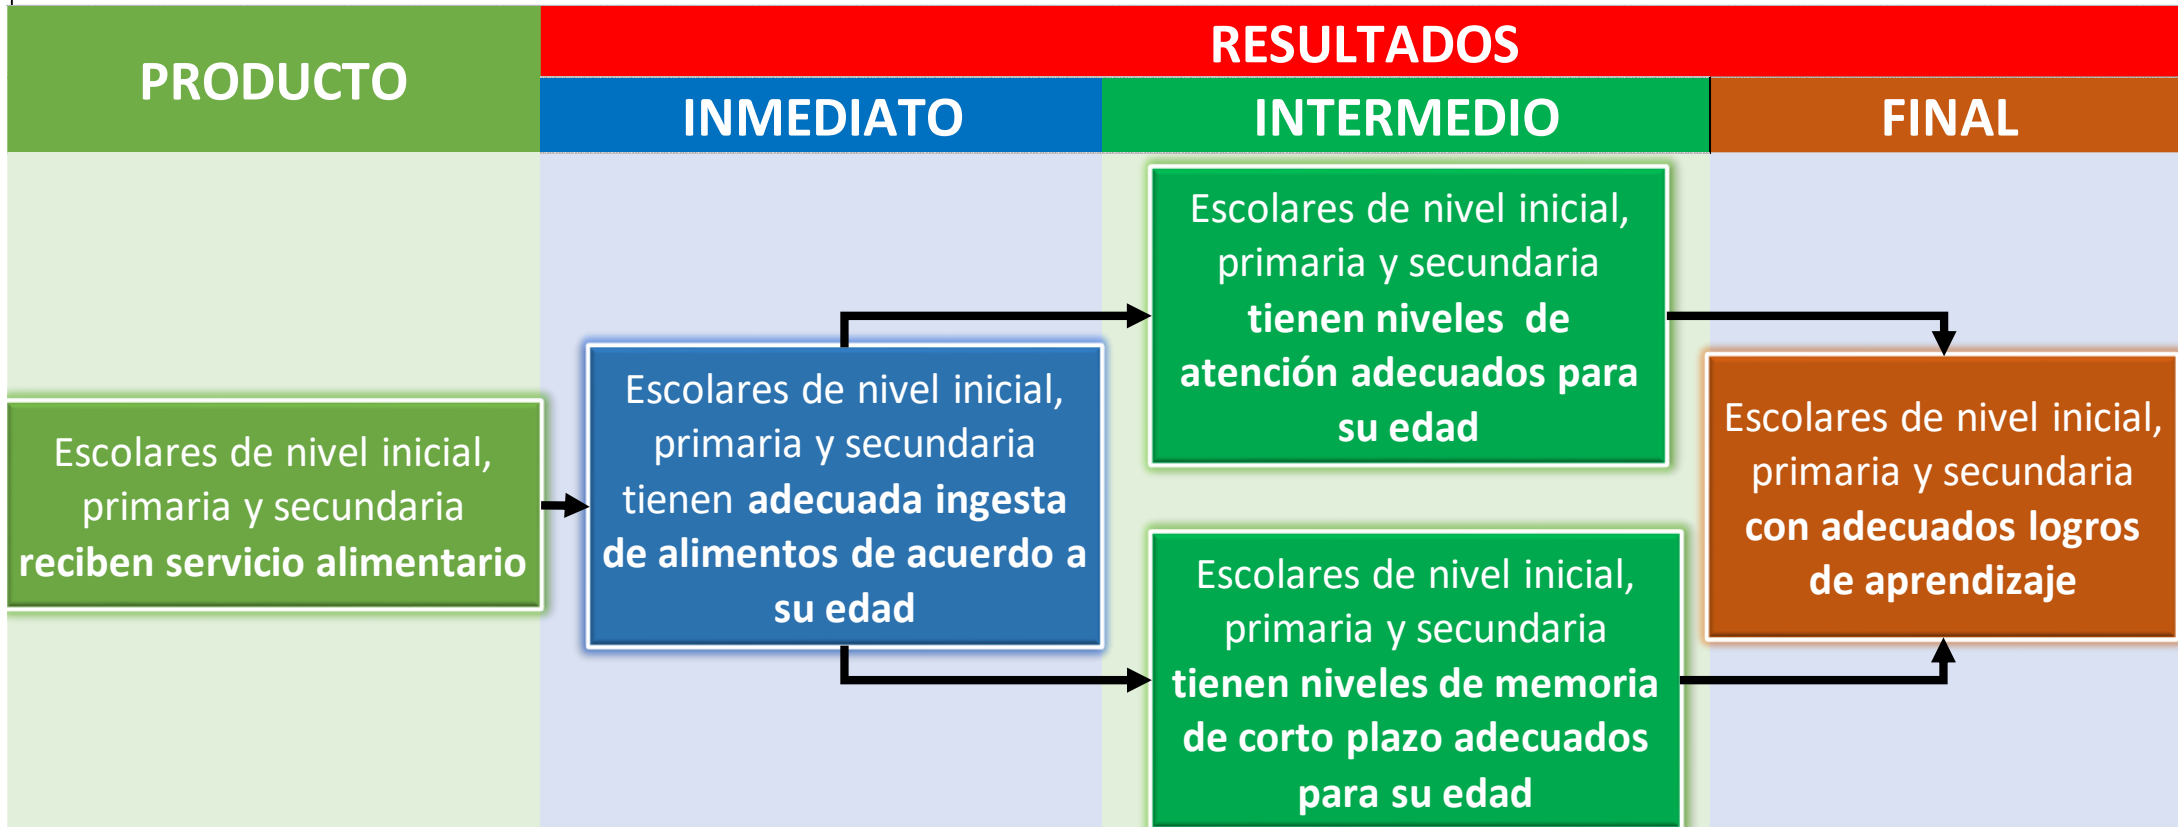 PRODUCTO
RESULTADOS
INMEDIATO
INTERMEDIO
FINAL
Escolares de nivel inicial,
primaria y secundaria
reciben servicio alimentario
Escolares de nivel inicial,
primaria y secundaria
tienen adecuada ingesta
de alimentos de acuerdo a
su edad
Escolares de nivel inicial,
primaria y secundaria
tienen niveles de
atención adecuados para
su edad
Escolares de nivel inicial,
primaria y secundaria
tienen niveles de memoria
de corto plazo adecuados
para su edad
Escolares de nivel inicial,
primaria y secundaria
con adecuados logros
de aprendizaje